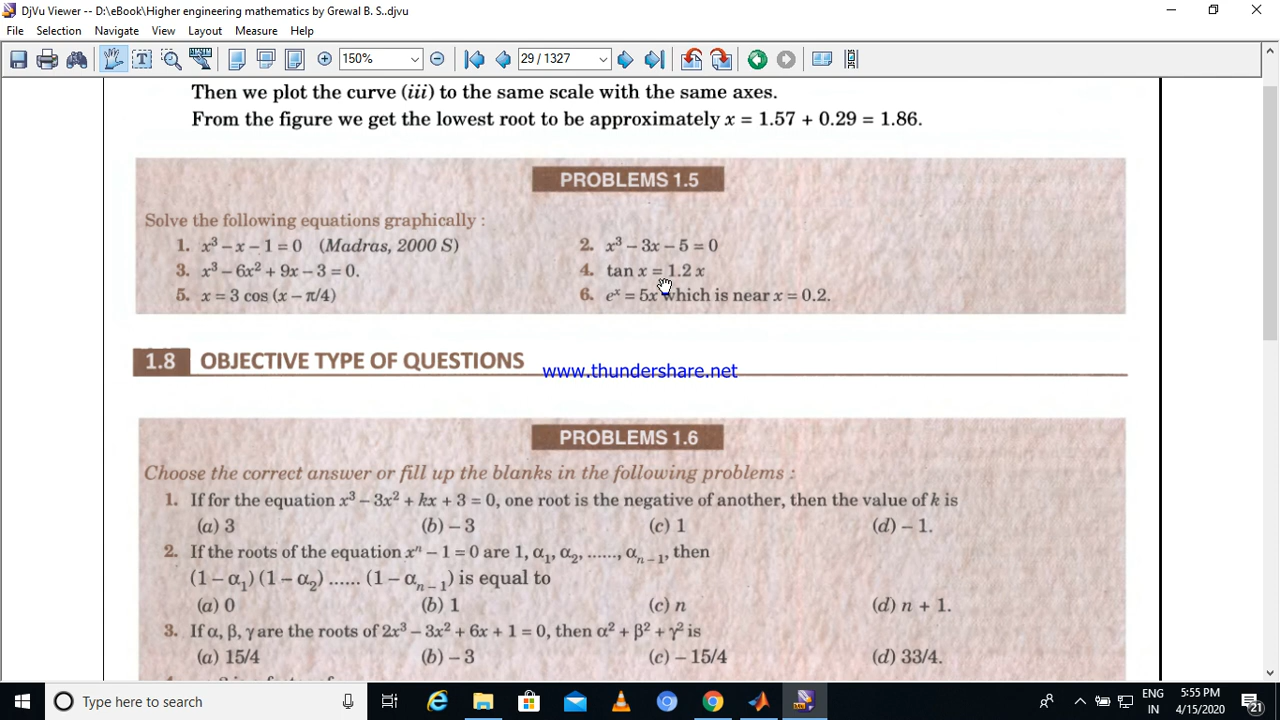 DjVu Viewer -- D:\eBook\Higher engineering mathematics by Grewal B. S..djvu
File Selection Navigate View Layout Measure Help
150% 29 / 1327
Then we plot the curve (iii) to the same scale with the same axes.
From the figure we get the lowest root to be approximately x = 1.57 + 0.29 = 1.86.
PROBLEMS 1.5
Solve the following equations graphically :
1. x³ – x – 1 = 0 (Madras, 2000 S) 2. x³ – 3x – 5 = 0
3. x³ – 6x² + 9x – 3 = 0. 4. tan x = 1.2 x
5. x = 3 cos (x – π/4) 6. eˣ = 5x which is near x = 0.2.
1.8 OBJECTIVE TYPE OF QUESTIONS
www.thundershare.net
PROBLEMS 1.6
Choose the correct answer or fill up the blanks in the following problems :
1. If for the equation x³ – 3x² + kx + 3 = 0, one root is the negative of another, then the value of k is
(a) 3 (b) – 3 (c) 1 (d) – 1.
2. If the roots of the equation xⁿ – 1 = 0 are 1, α₁, α₂, ......, αₙ₋₁, then
(1 – α₁) (1 – α₂) ...... (1 – αₙ₋₁) is equal to
(a) 0 (b) 1 (c) n (d) n + 1.
3. If α, β, γ are the roots of 2x³ – 3x² + 6x + 1 = 0, then α² + β² + γ² is
(a) 15/4 (b) – 3 (c) – 15/4 (d) 33/4.
Type here to search
ENG 5:55 PM
IN 4/15/2020 21